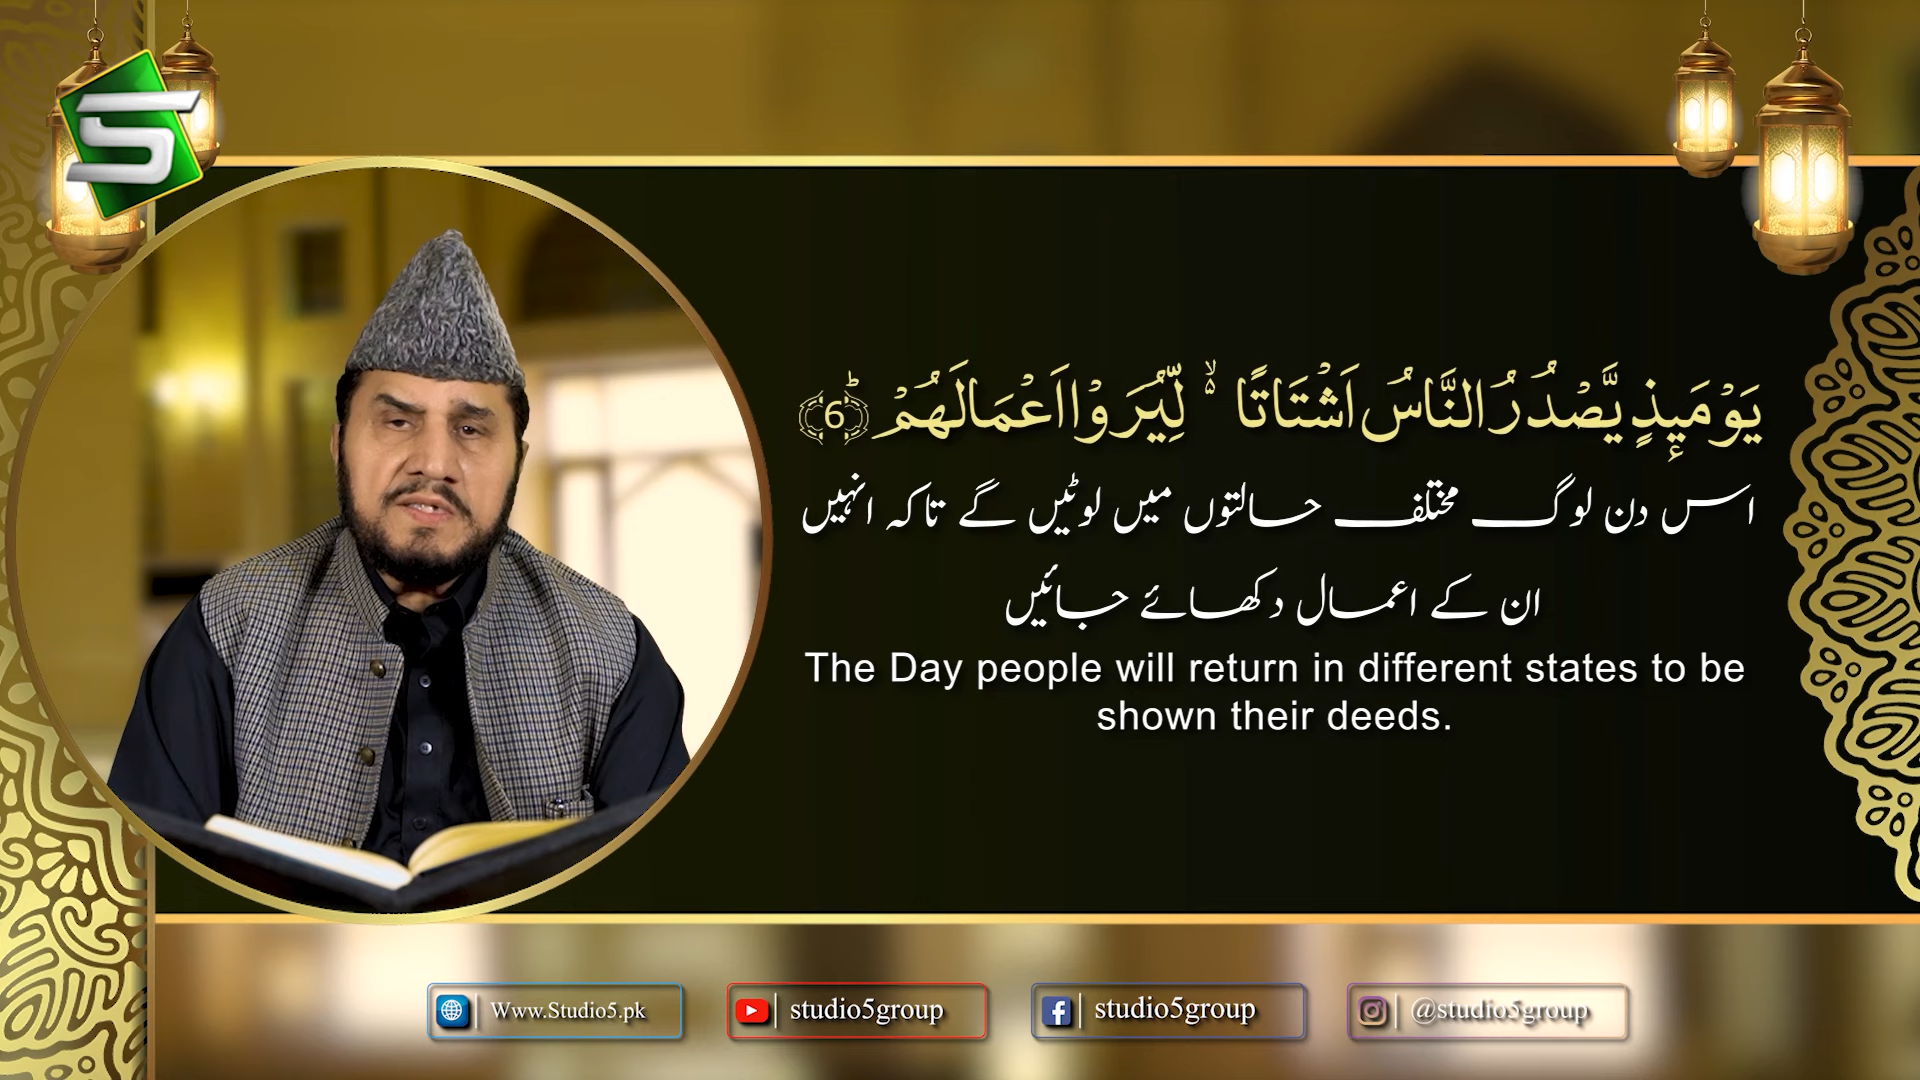 یَوْمَىِٕذٍ یَّصْدُرُ النَّاسُ اَشْتَاتًا ۙ۬ لِّیُرَوْا اَعْمَالَهُمْؕ ﴿6﴾
اس دن لوگ مختلف حالتوں میں لوٹیں گے تاکہ انہیں
ان کے اعمال دکھائے جائیں
The Day people will return in different states to be
shown their deeds.
Www.Studio5.pk
studio5group
studio5group
@studio5group